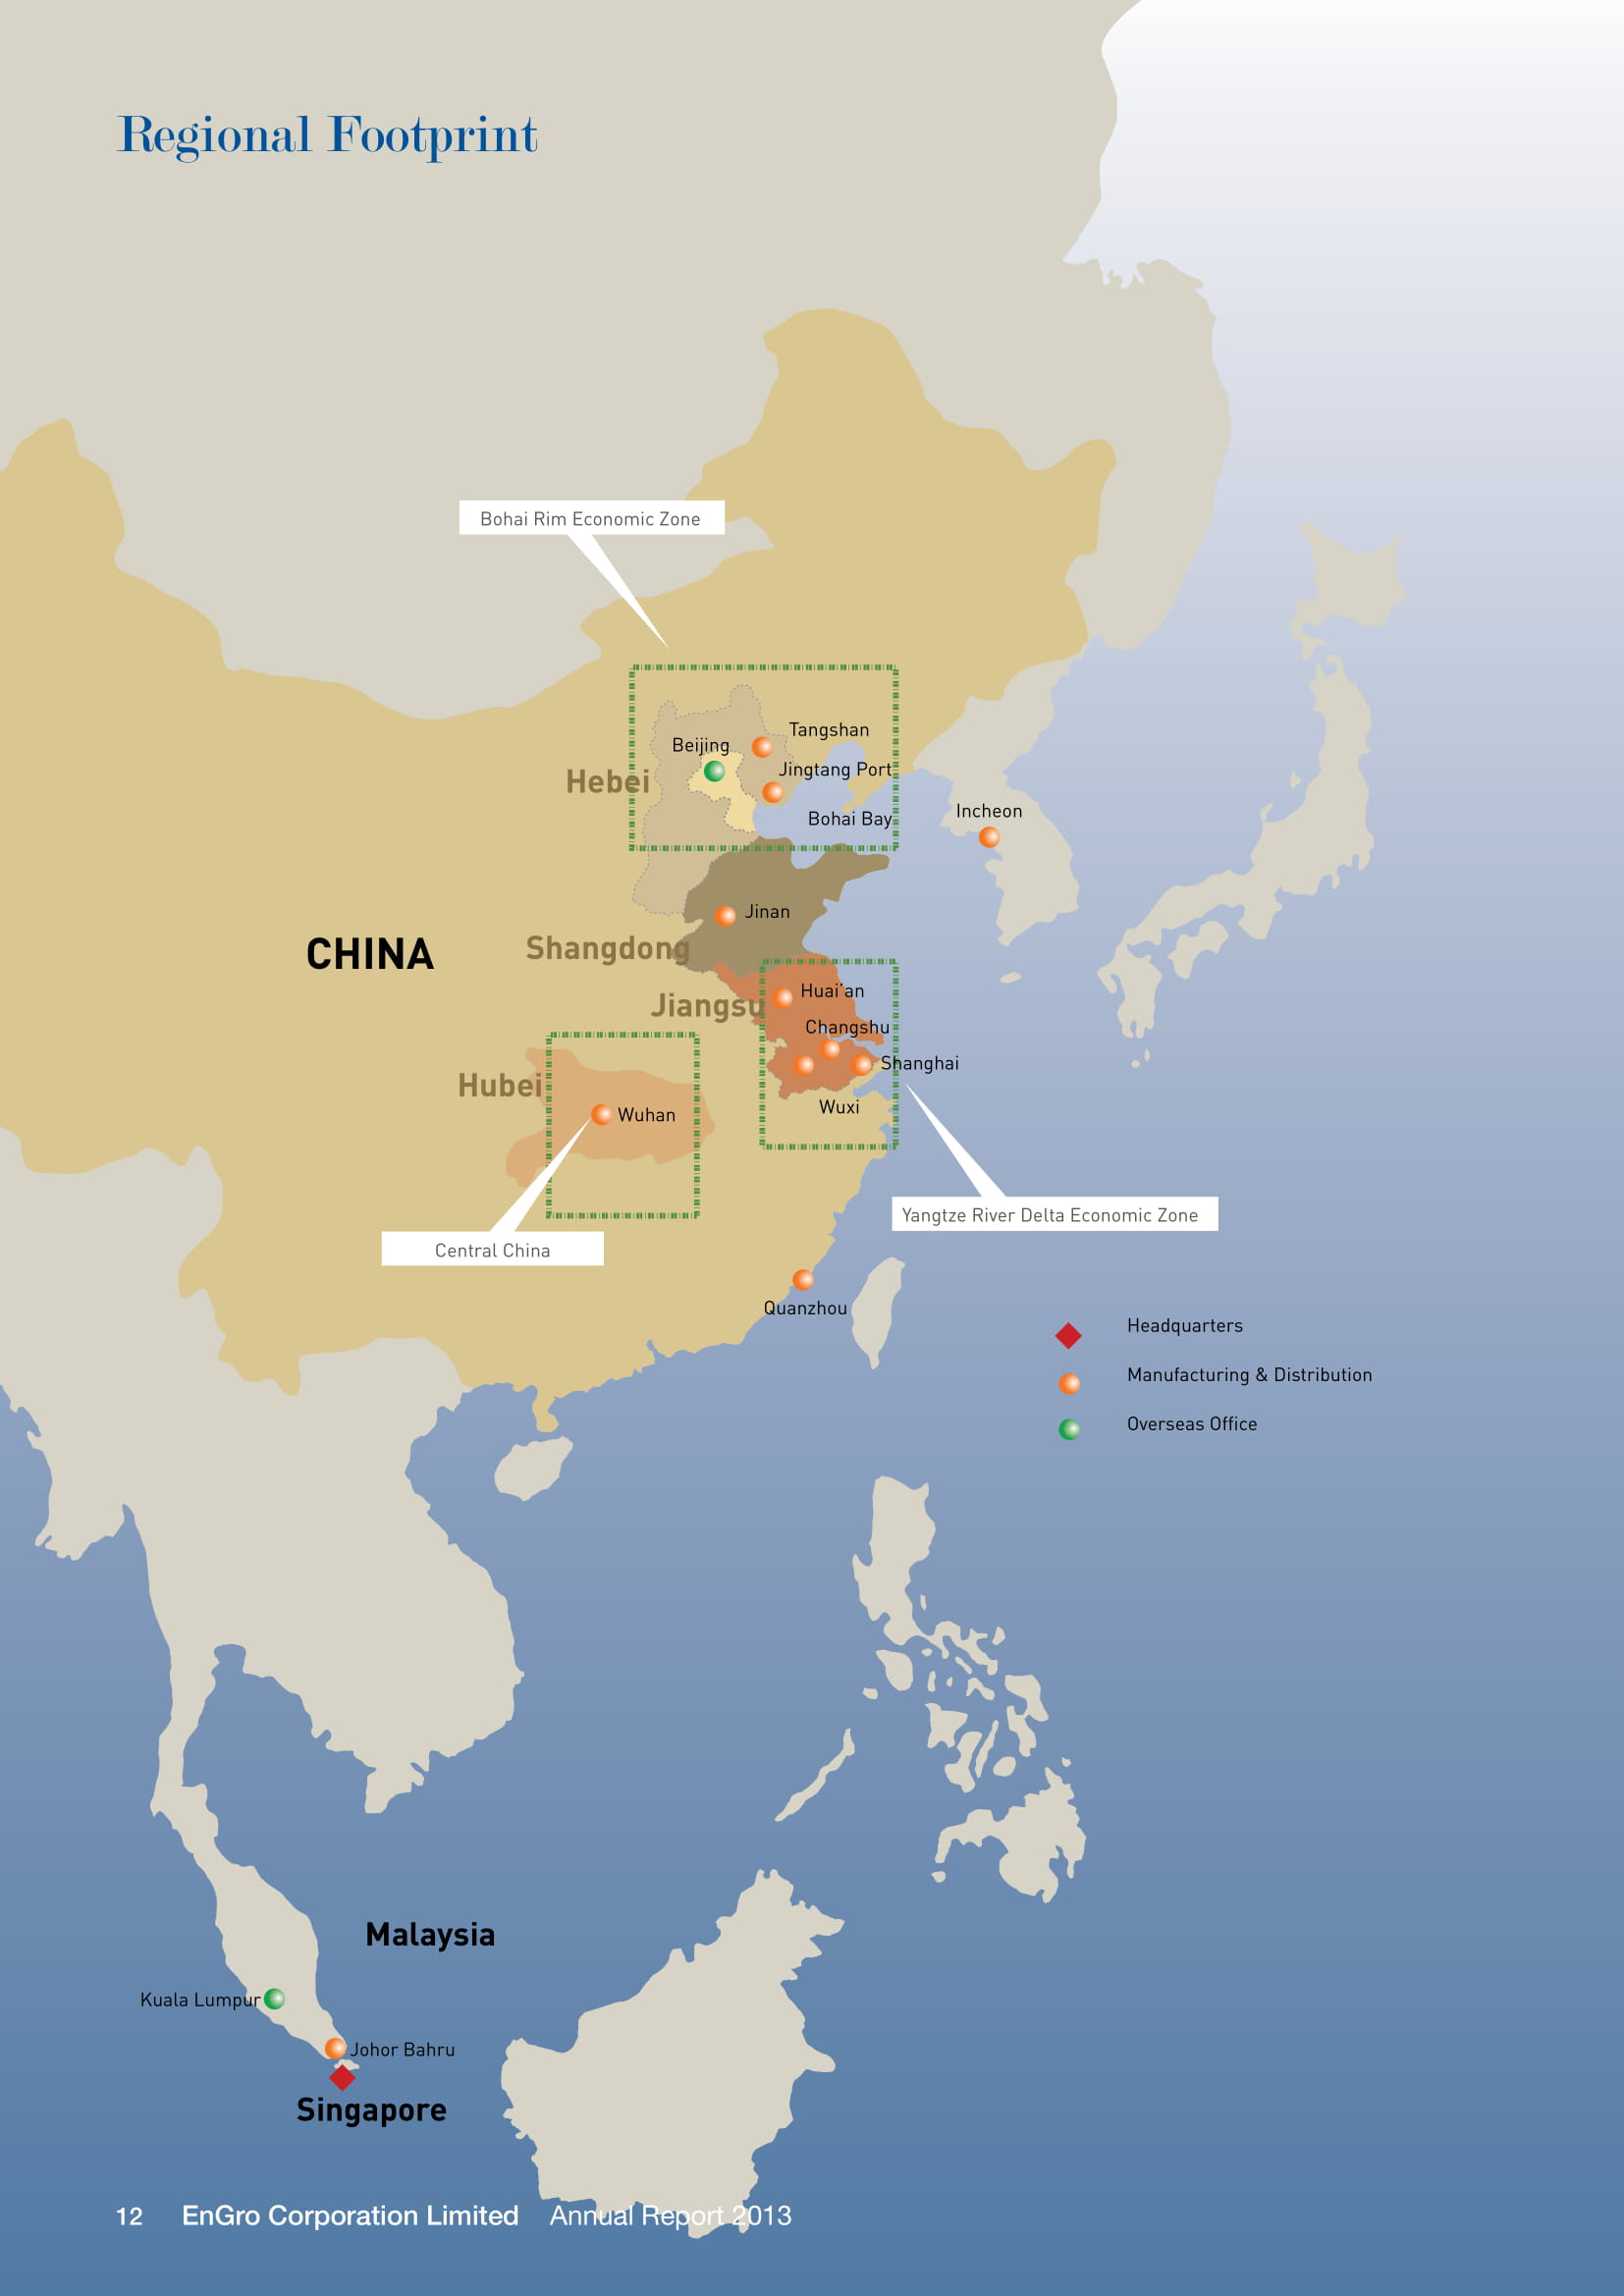 Regional Footprint
Bohai Rim Economic Zone
Tangshan
Beijing
Jingtang Port
Hebei
Bohai Bay
Incheon
Jinan
CHINA
Shangdong
Huai'an
Jiangsu
Changshu
Shanghai
Hubei
Wuxi
Wuhan
Yangtze River Delta Economic Zone
Central China
Quanzhou
Headquarters
Manufacturing & Distribution
Overseas Office
Malaysia
Kuala Lumpur
Johor Bahru
Singapore
12 EnGro Corporation Limited Annual Report 2013